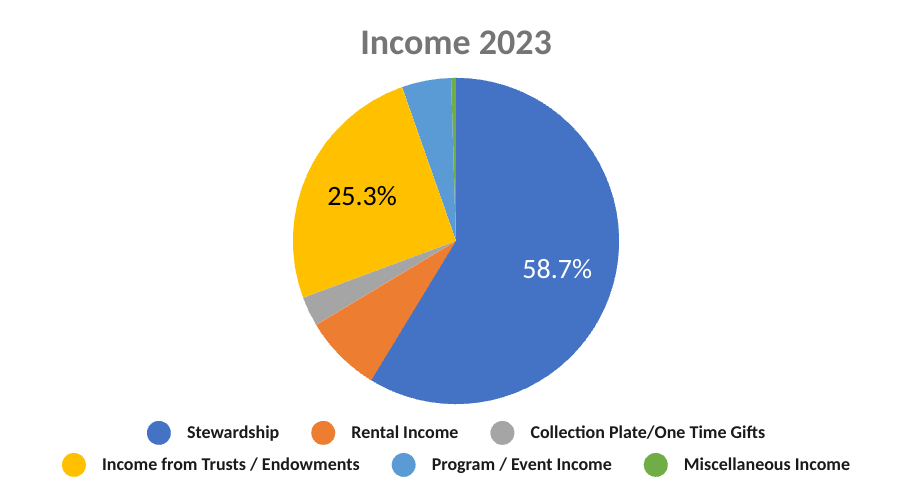 Income 2023
25.3%
58.7%
Stewardship Rental Income Collection Plate/One Time Gifts
Income from Trusts / Endowments Program / Event Income Miscellaneous Income